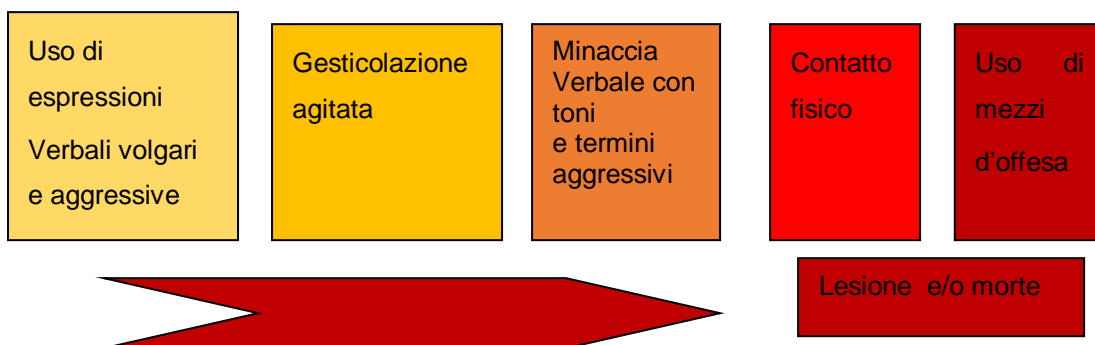 Uso di
espressioni
Verbali volgari
e aggressive
Gesticolazione
agitata
Minaccia
Verbale con
toni
e termini
aggressivi
Contatto
fisico
Uso di
mezzi
d’offesa
Lesione e/o morte